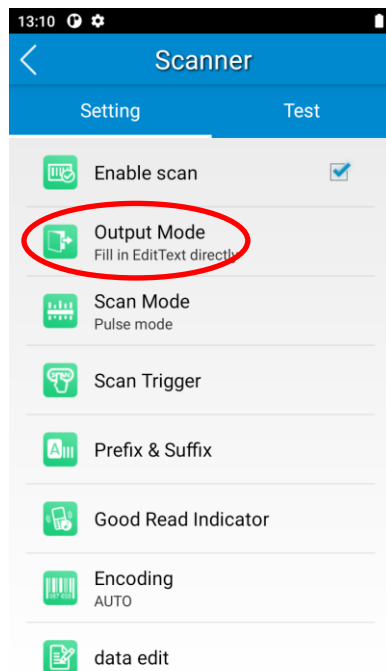 13:10
Scanner
Setting Test
Enable scan
Output Mode
Fill in EditText directly
Scan Mode
Pulse mode
Scan Trigger
Prefix & Suffix
Good Read Indicator
Encoding
AUTO
data edit